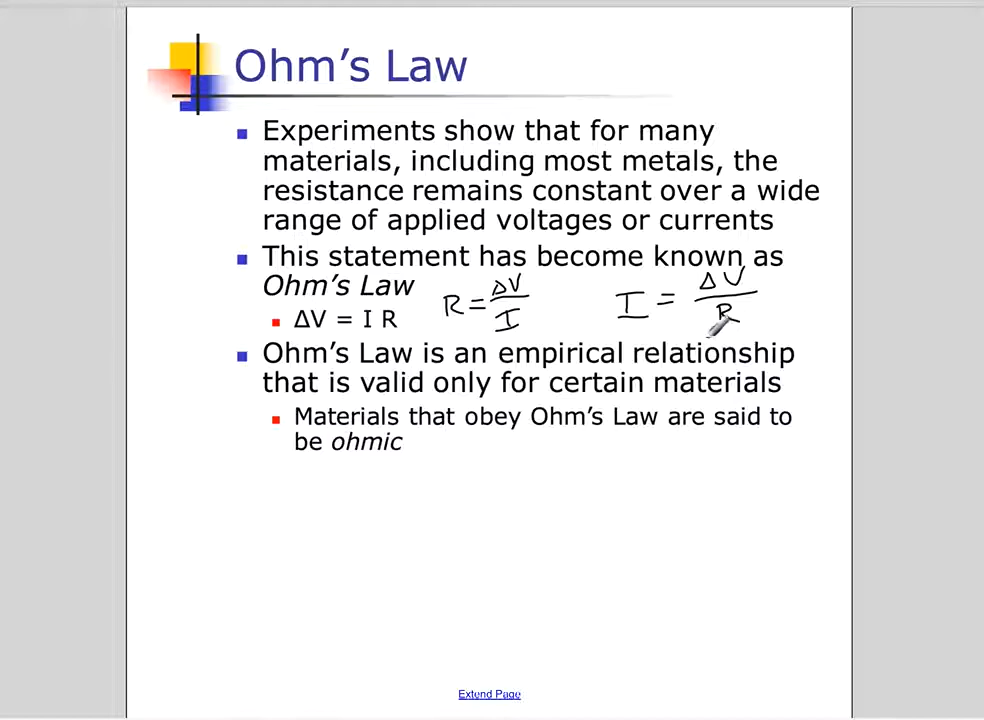 Ohm's Law
Experiments show that for many
materials, including most metals, the
resistance remains constant over a wide
range of applied voltages or currents
This statement has become known as
Ohm's Law R = ΔV/I I = ΔV/R
ΔV = I R
Ohm's Law is an empirical relationship
that is valid only for certain materials
Materials that obey Ohm's Law are said to
be ohmic
Extend Page